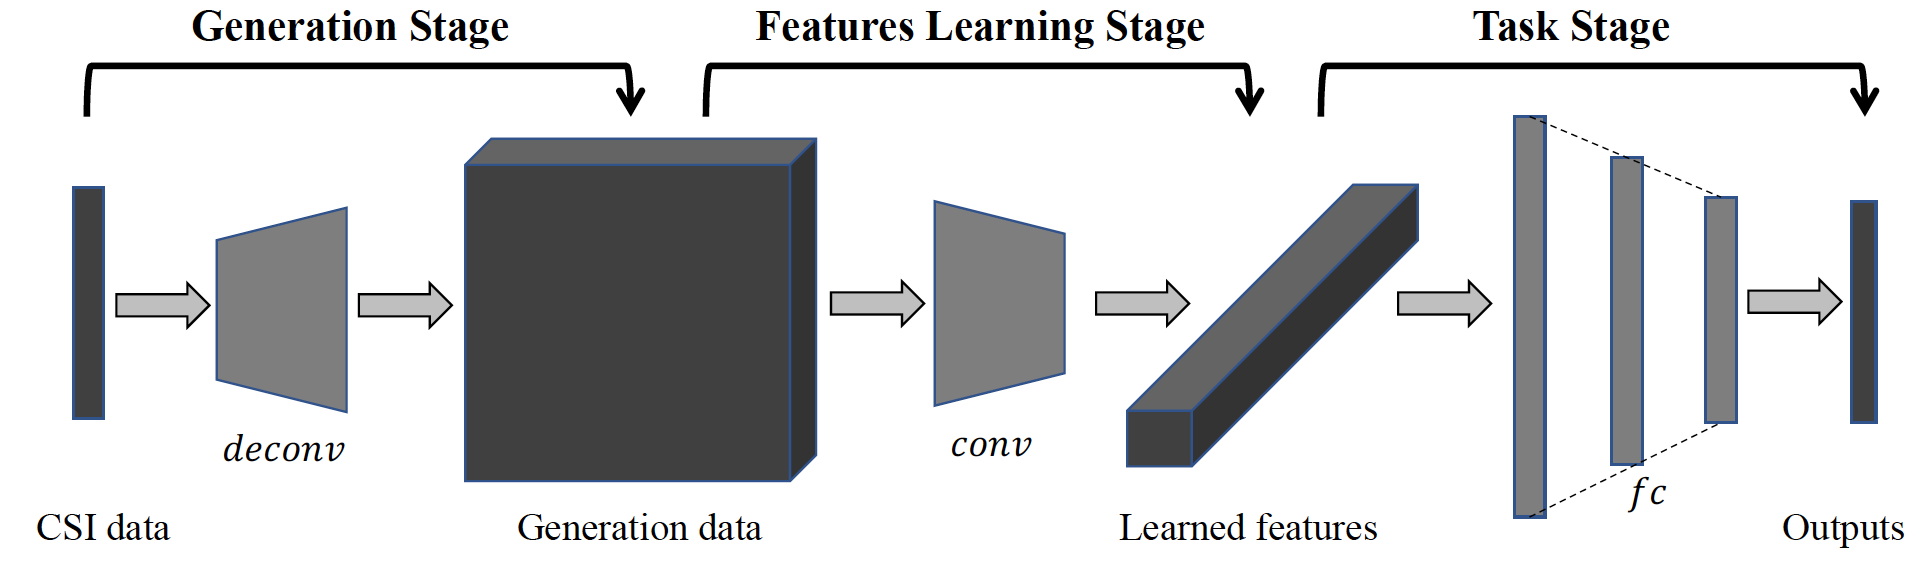 Generation Stage
Features Learning Stage
Task Stage
deconv
conv
fc
CSI data
Generation data
Learned features
Outputs